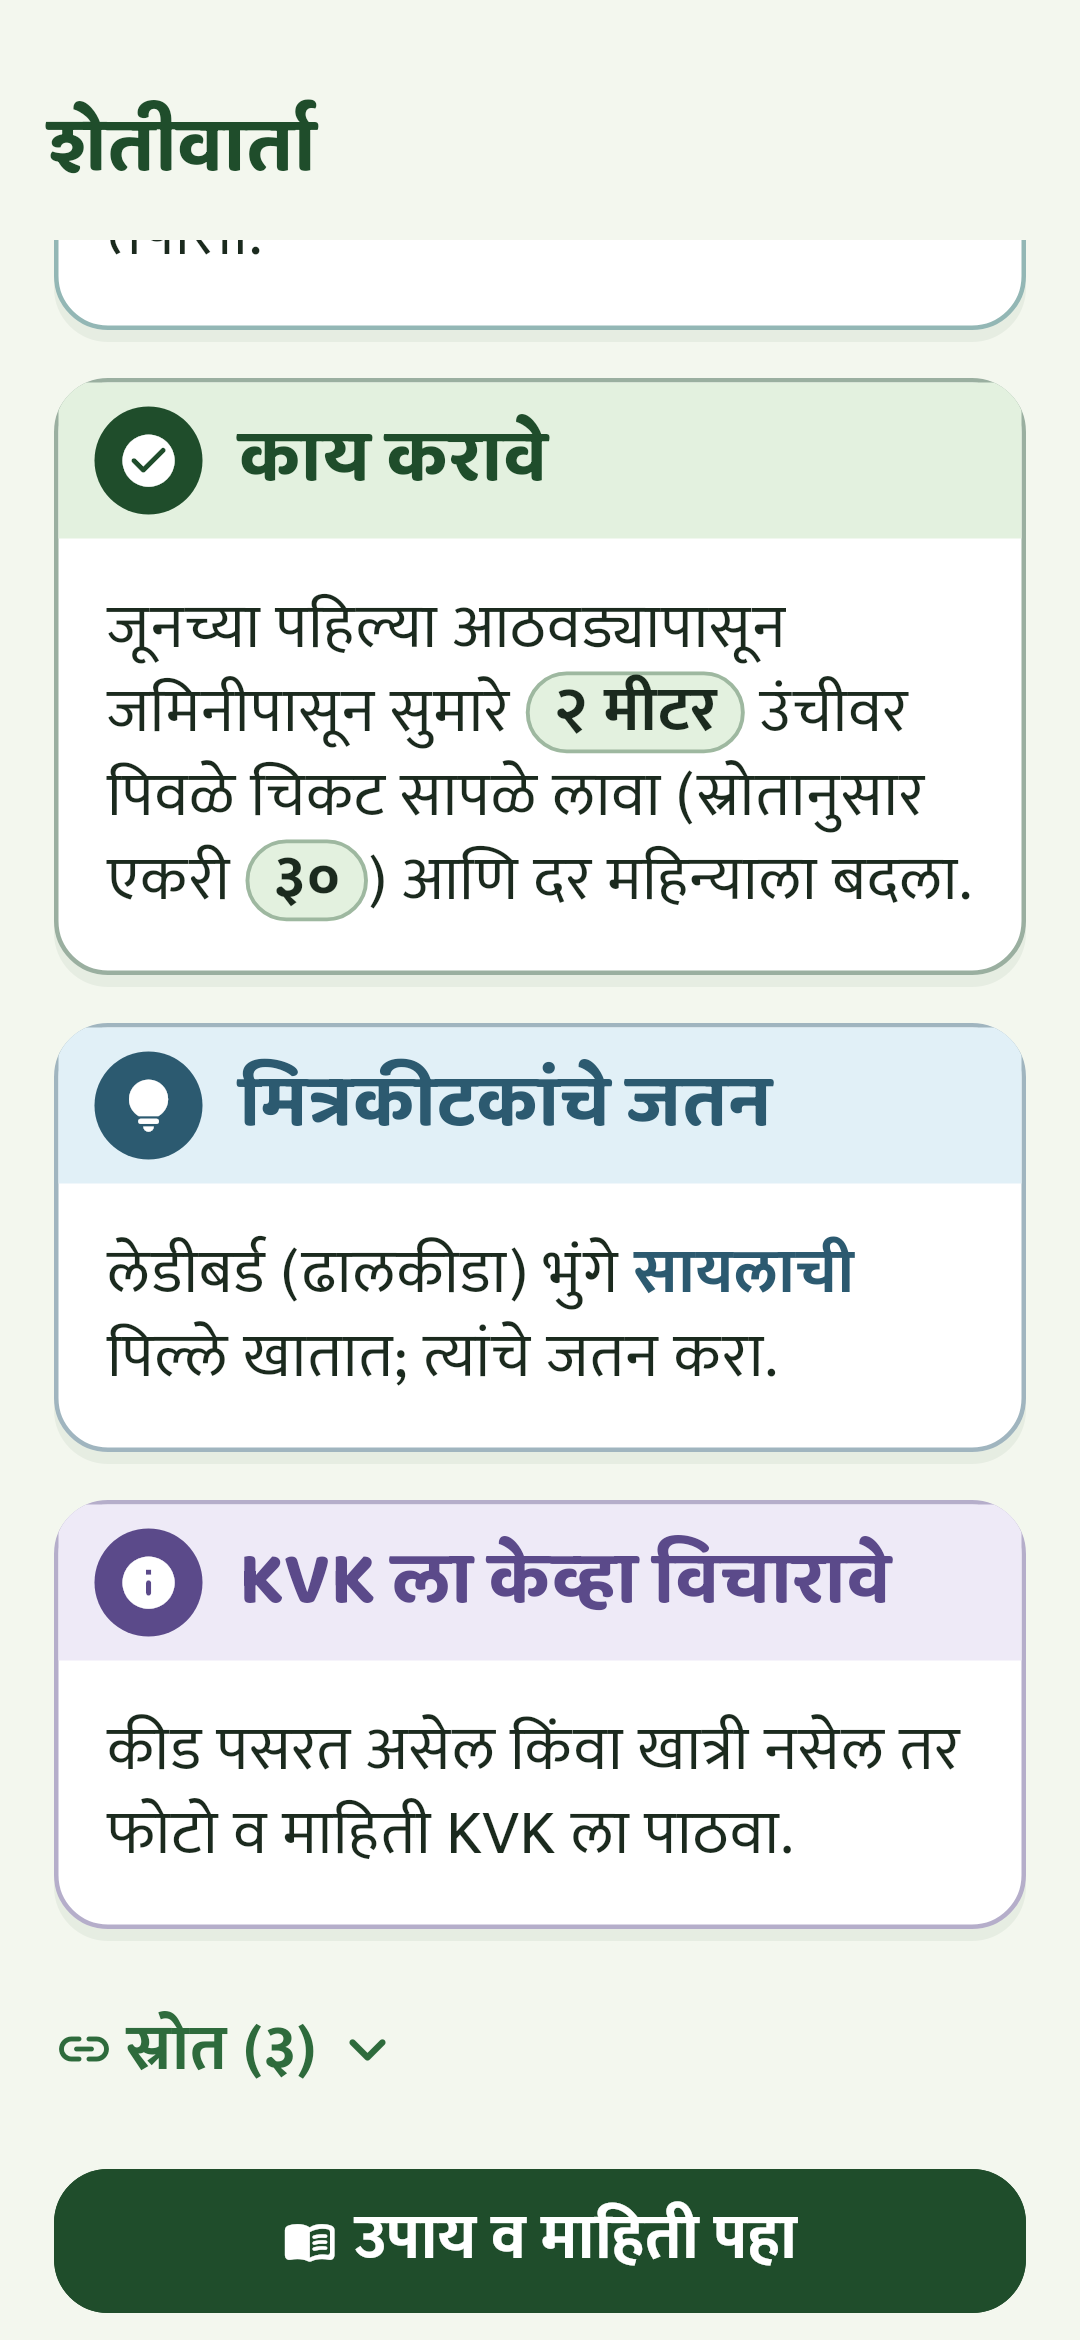 शेतीवार्ता
काय करावे
जूनच्या पहिल्या आठवड्यापासून
जमिनीपासून सुमारे २ मीटर उंचीवर
पिवळे चिकट सापळे लावा (स्रोतानुसार
एकरी ३०) आणि दर महिन्याला बदला.
मित्रकीटकांचे जतन
लेडीबर्ड (ढालकीडा) भुंगे सायलाची
पिल्ले खातात; त्यांचे जतन करा.
KVK ला केव्हा विचारावे
कीड पसरत असेल किंवा खात्री नसेल तर
फोटो व माहिती KVK ला पाठवा.
स्रोत (३)
उपाय व माहिती पहा